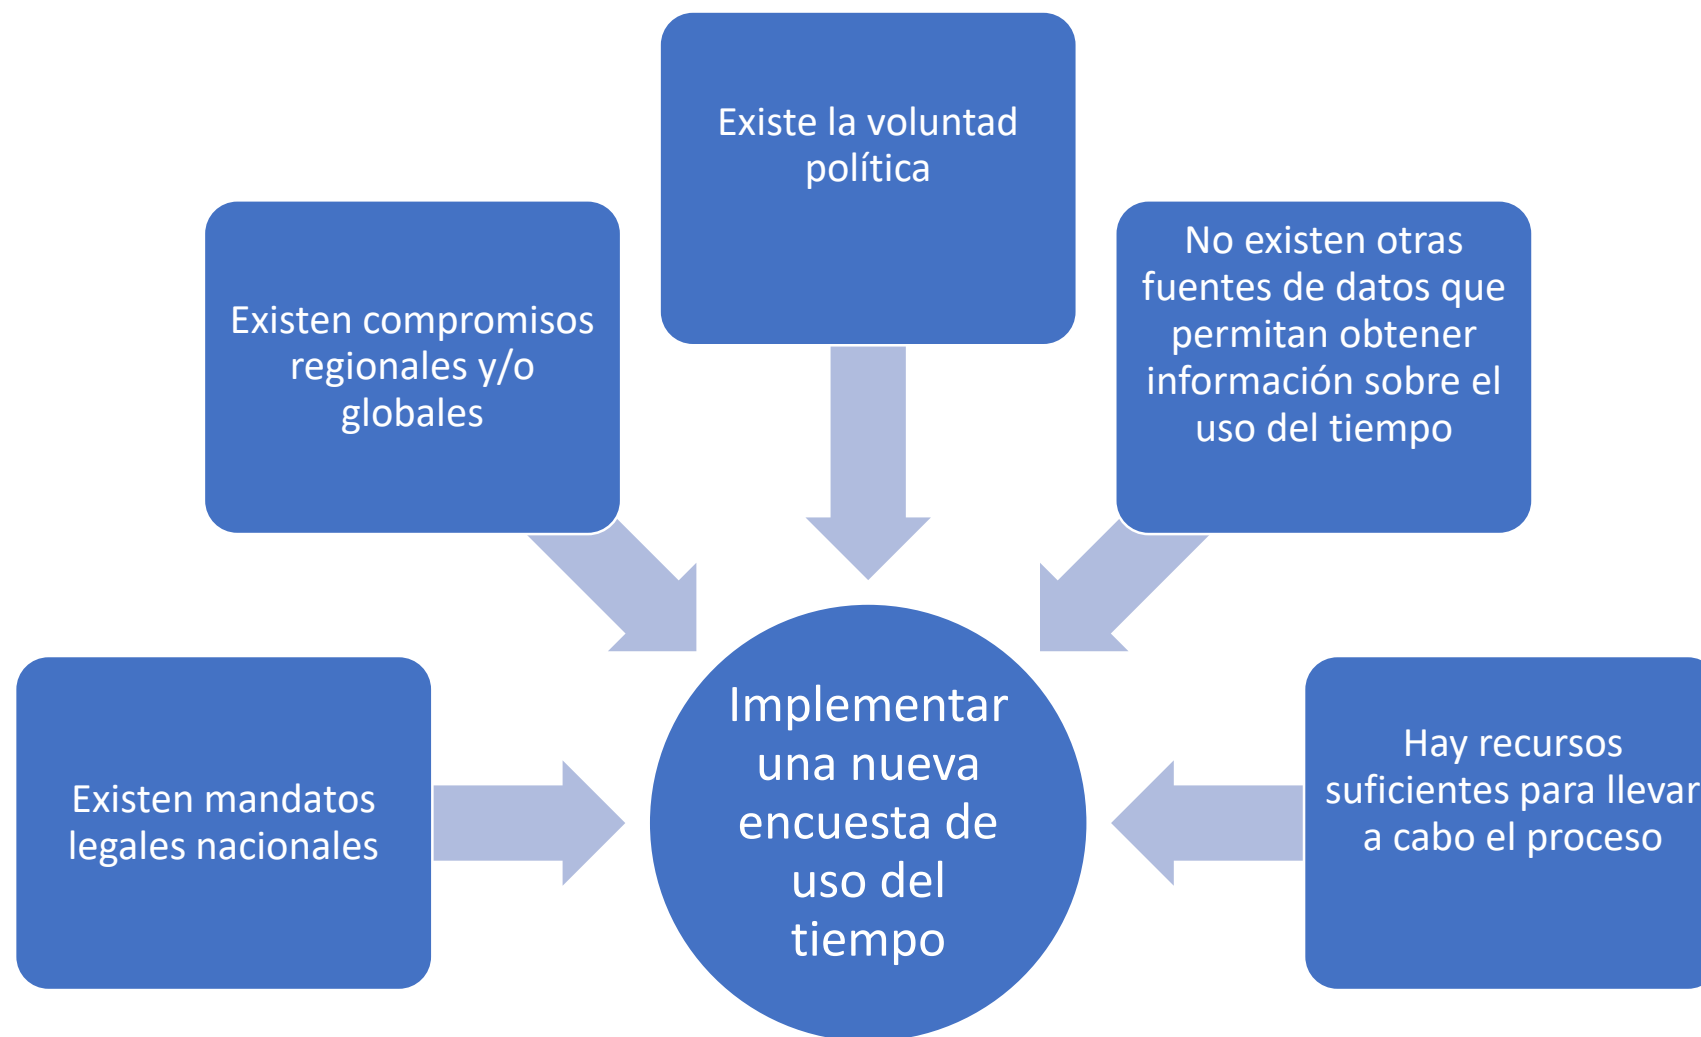 Existe la voluntad
política
Existen compromisos
regionales y/o
globales
No existen otras
fuentes de datos que
permitan obtener
información sobre el
uso del tiempo
Existen mandatos
legales nacionales
Implementar
una nueva
encuesta de
uso del
tiempo
Hay recursos
suficientes para llevar
a cabo el proceso